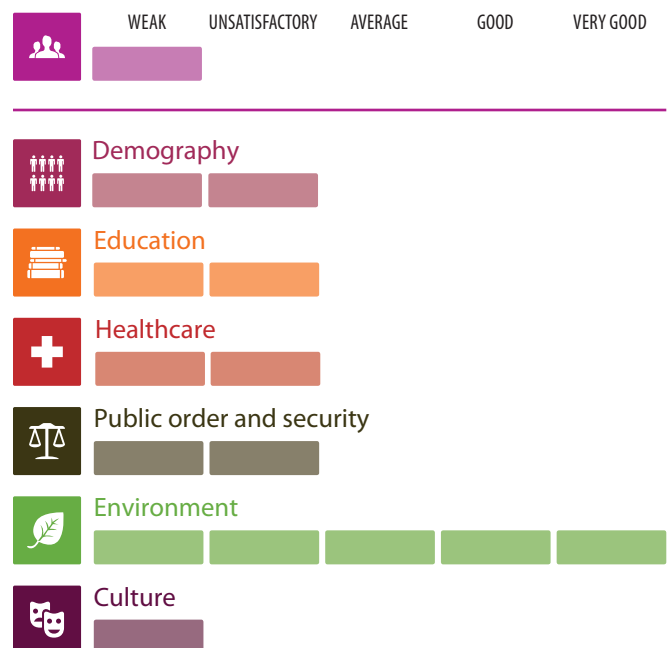 WEAK UNSATISFACTORY AVERAGE GOOD VERY GOOD
Demography
Education
Healthcare
Public order and security
Environment
Culture